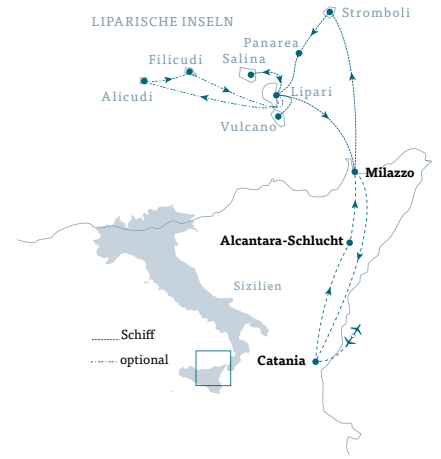 LIPARISCHE INSELN
Stromboli
Panarea
Filicudi
Salina
Alicudi
Lipari
Vulcano
Milazzo
Alcantara-Schlucht
Sizilien
Schiff
optional
Catania